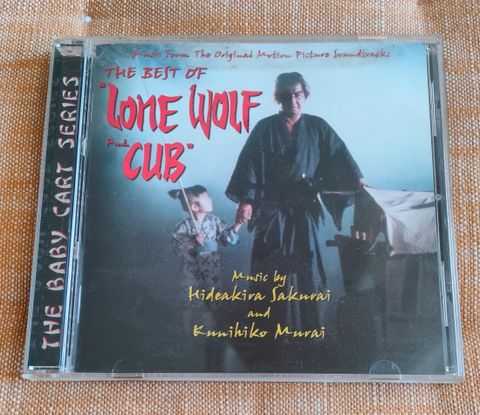 THE BABY CART SERIES
Music From The Original Motion Picture Soundtracks
THE BEST OF
"LONE WOLF
And
CUB"
Music by
Hideakira Sakurai
and
Kunihiko Murai